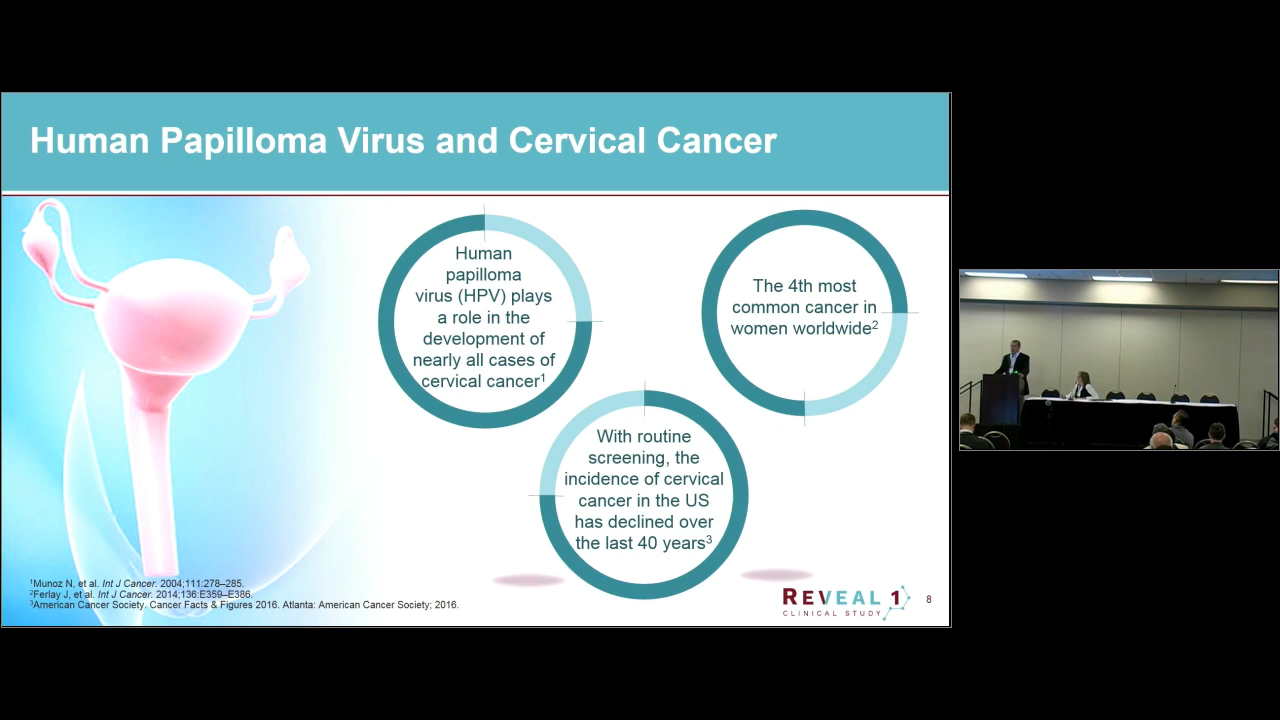 Human Papilloma Virus and Cervical Cancer
Human
papilloma
virus (HPV) plays
a role in the
development of
nearly all cases of
cervical cancer¹
The 4th most
common cancer in
women worldwide²
With routine
screening, the
incidence of cervical
cancer in the US
has declined over
the last 40 years³
¹Munoz N, et al. Int J Cancer. 2004;111:278–285.
²Ferlay J, et al. Int J Cancer. 2014;136:E359–E386.
³American Cancer Society. Cancer Facts & Figures 2016. Atlanta: American Cancer Society; 2016.
REVEAL 1
CLINICAL STUDY
8